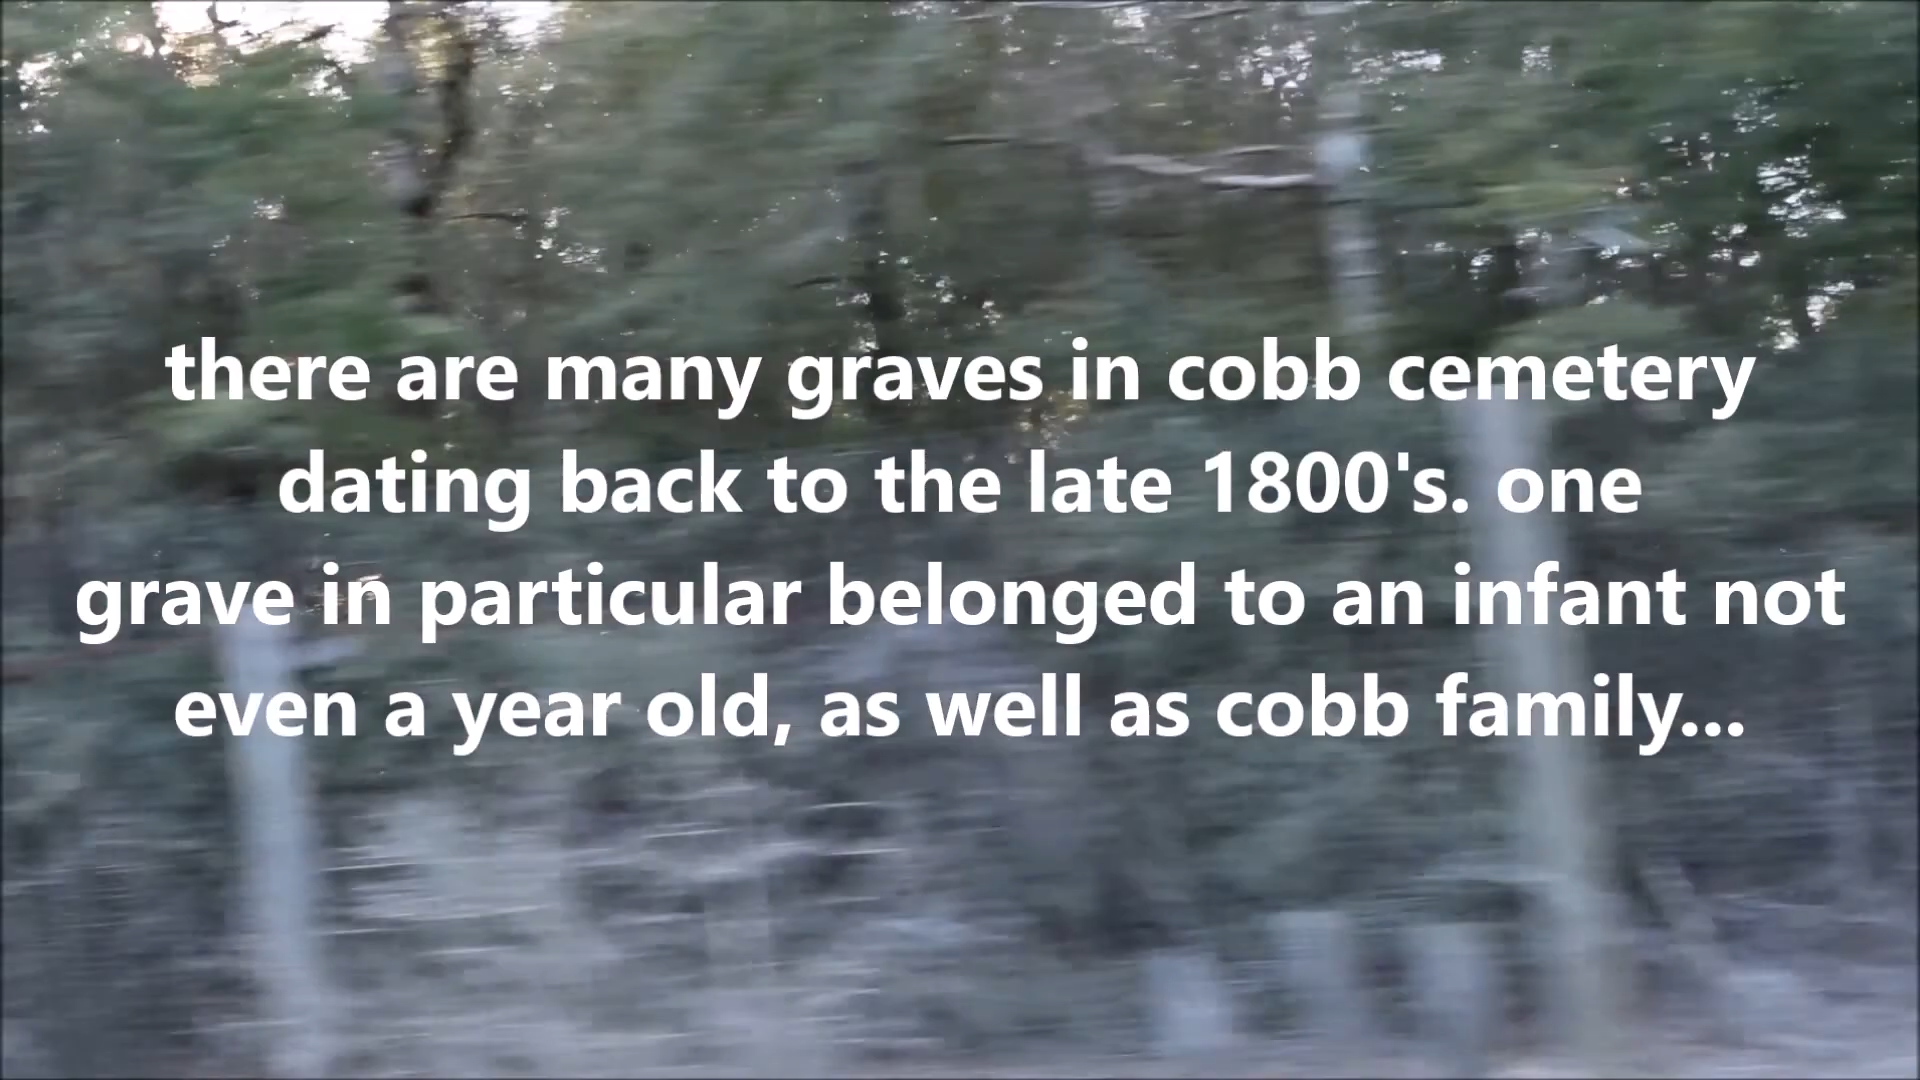 there are many graves in cobb cemetery
dating back to the late 1800's. one
grave in particular belonged to an infant not
even a year old, as well as cobb family...